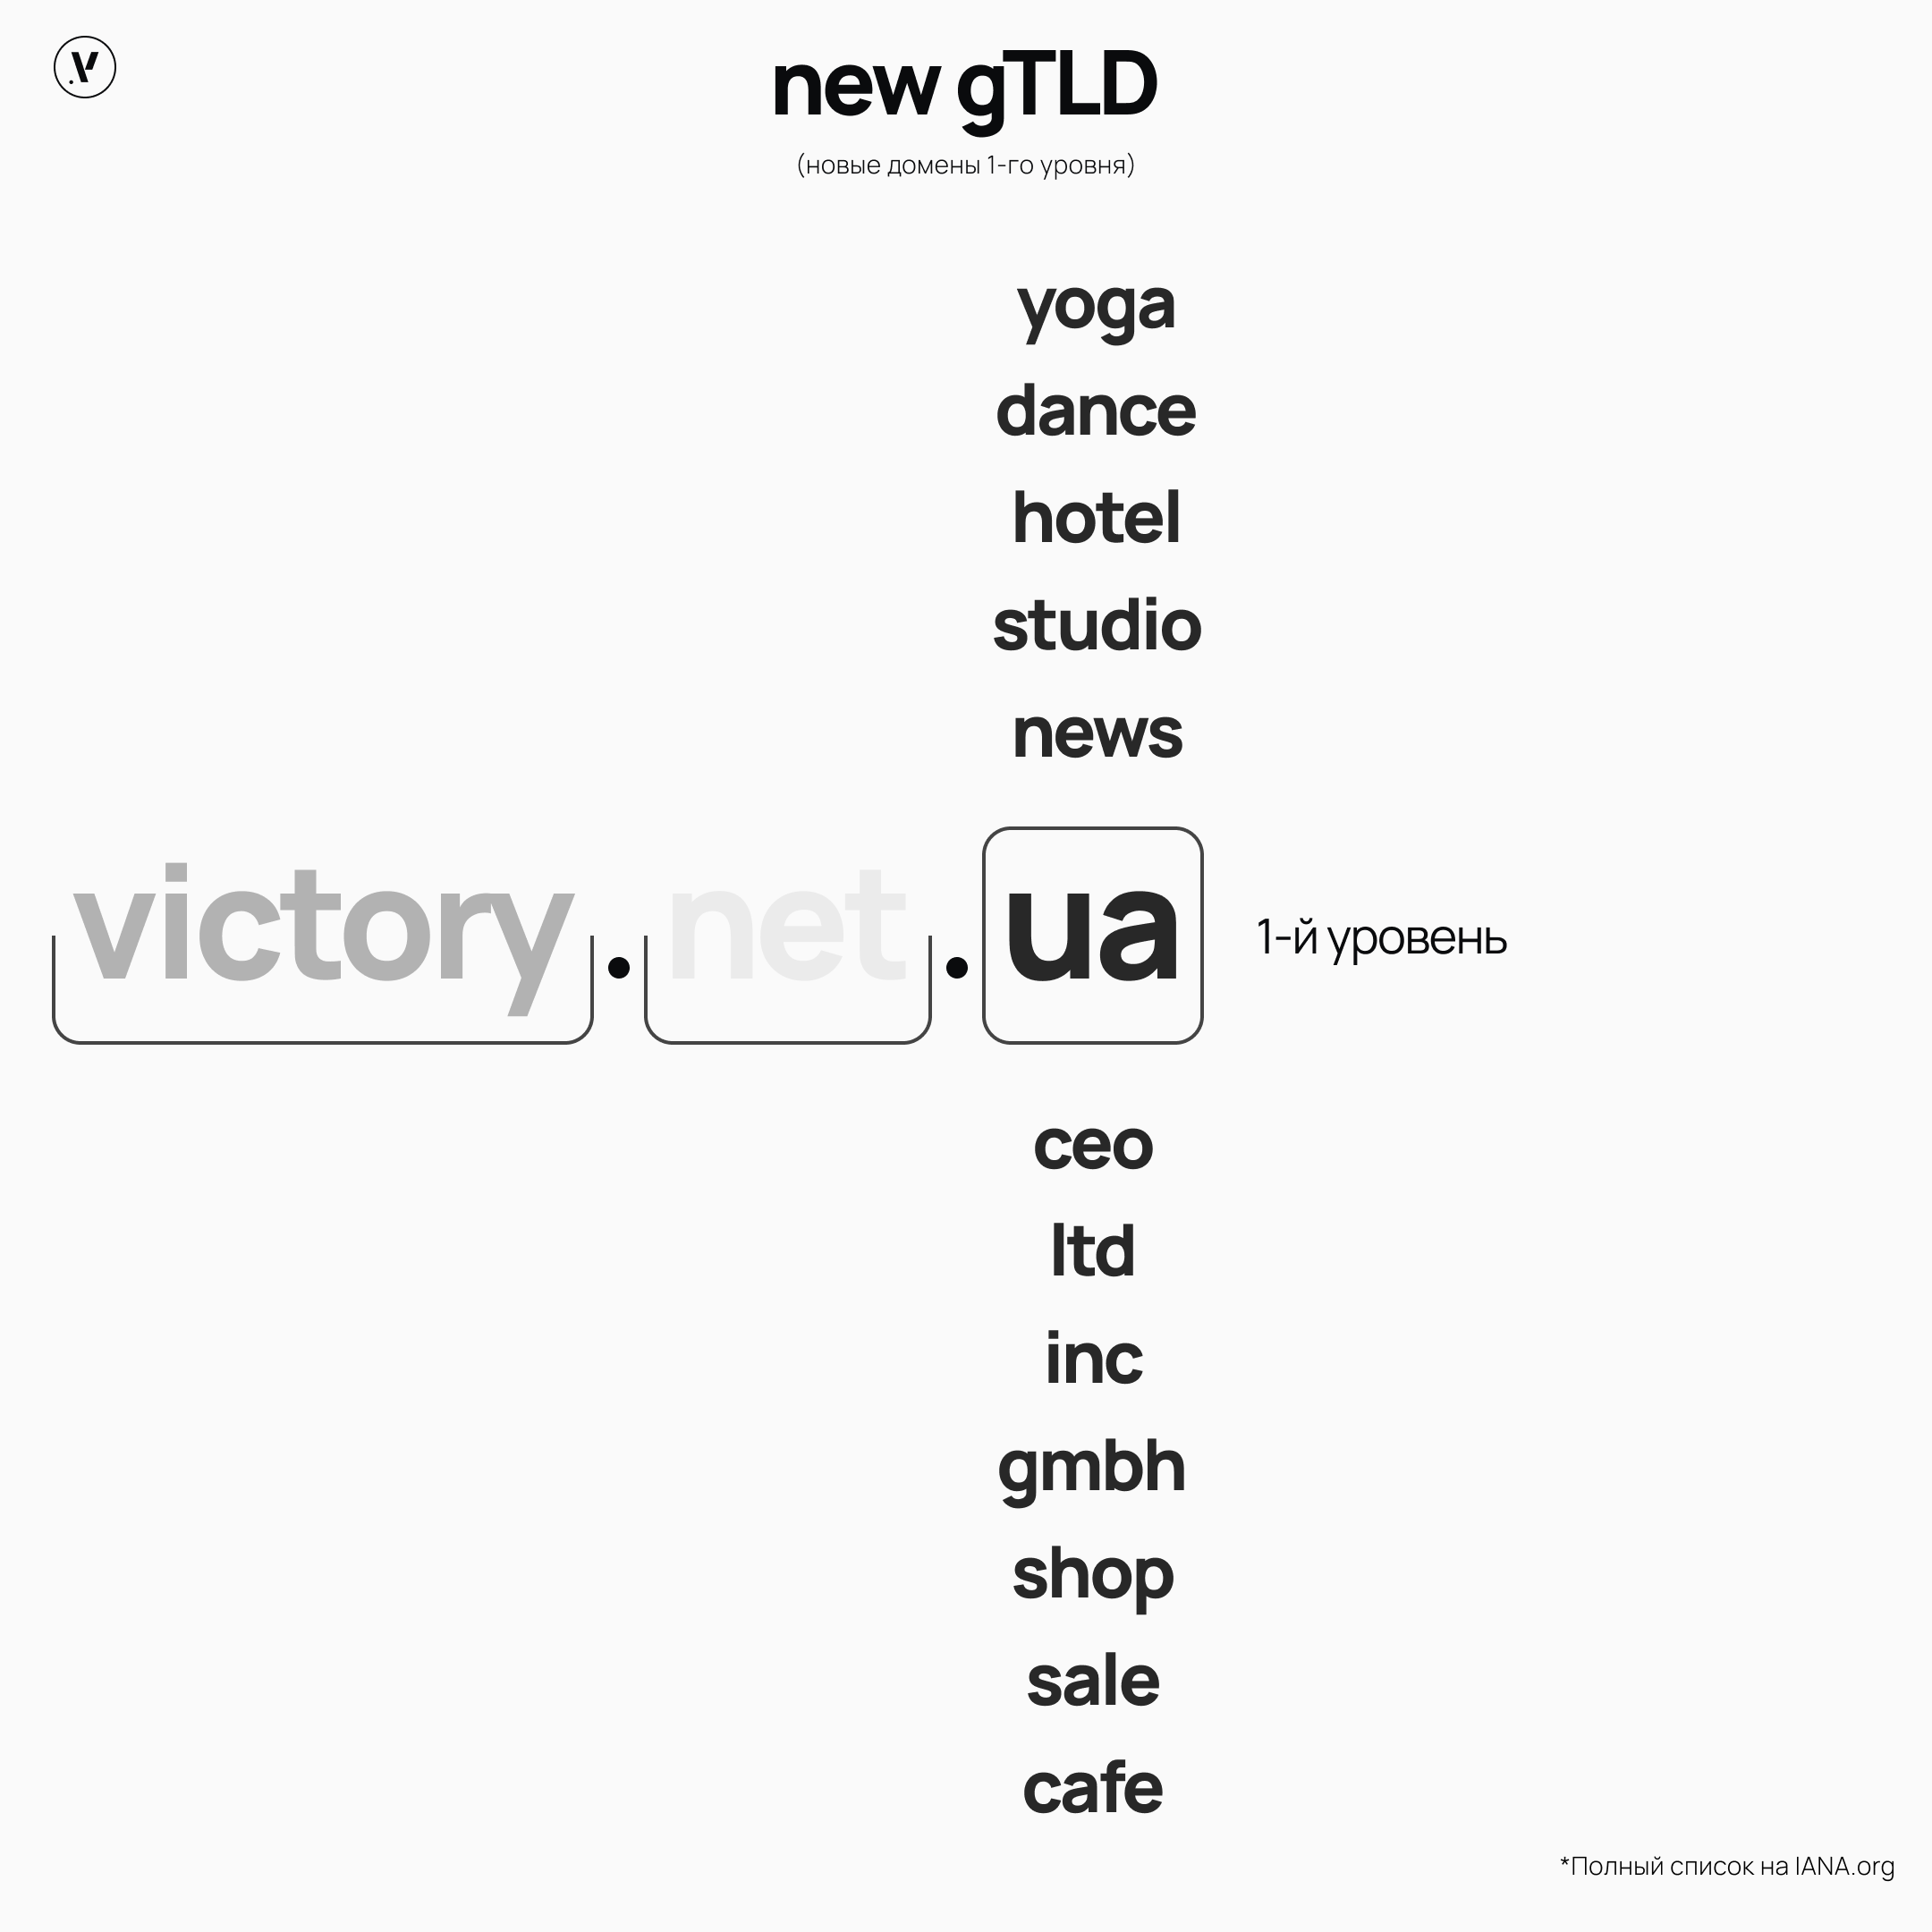 .V
new gTLD
(новые домены 1-го уровня)
yoga
dance
hotel
studio
news
victory . net . ua 1-й уровень
ceo
ltd
inc
gmbh
shop
sale
cafe
*Полный список на IANA.org